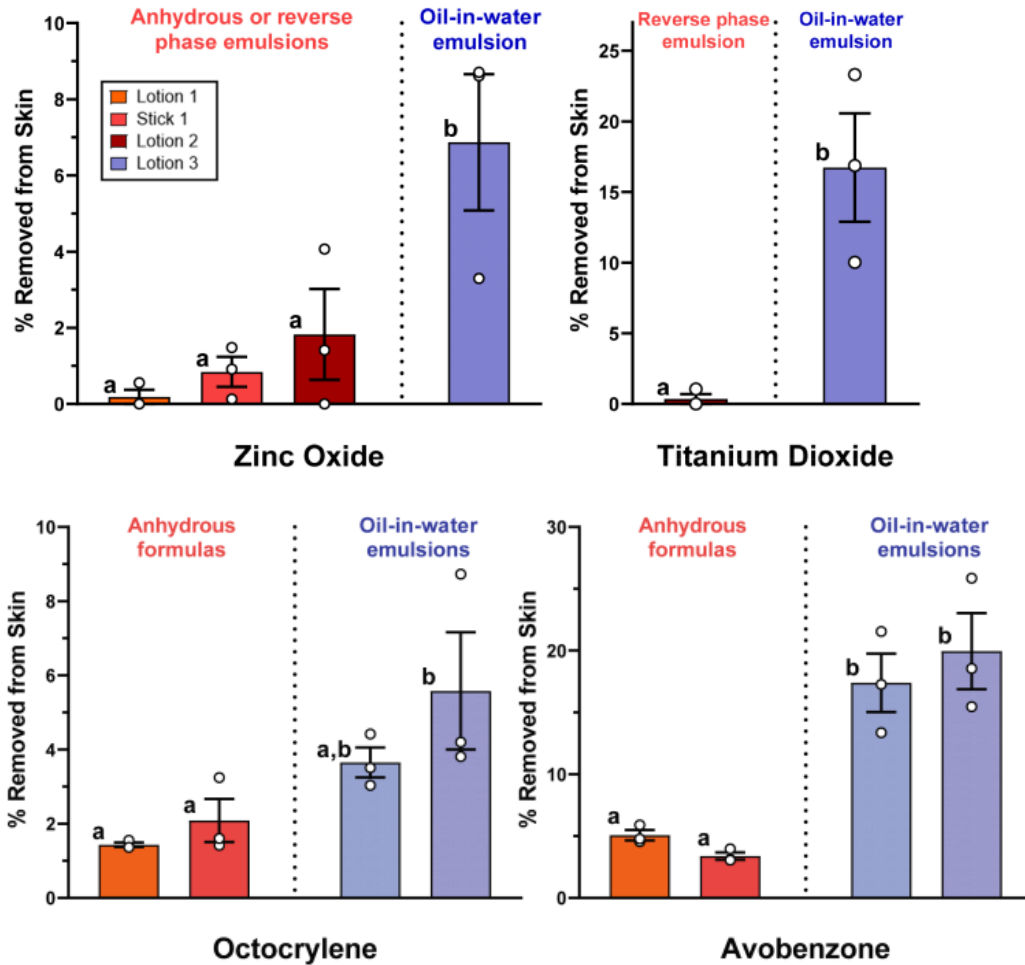 Anhydrous or reverse
phase emulsions
Oil-in-water
emulsion
% Removed from Skin
10
8
6
4
2
0
Lotion 1
Stick 1
Lotion 2
Lotion 3
a
a
a
b
Zinc Oxide
Reverse phase
emulsion
Oil-in-water
emulsion
% Removed from Skin
25
20
15
10
5
0
a
b
Titanium Dioxide
Anhydrous
formulas
Oil-in-water
emulsions
% Removed from Skin
10
8
6
4
2
0
a
a
a,b
b
Octocrylene
Anhydrous
formulas
Oil-in-water
emulsions
% Removed from Skin
30
20
10
0
a
a
b
b
Avobenzone